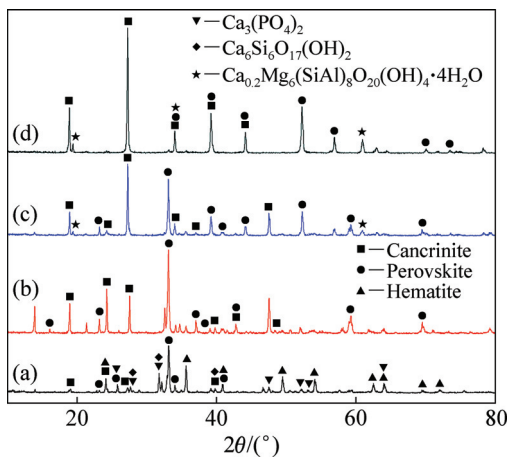 ▼—Ca₃(PO₄)₂
◆—Ca₆Si₆O₁₇(OH)₂
★—Ca₀.₂Mg₆(SiAl)₈O₂₀(OH)₄·4H₂O
(d)
(c)
■—Cancrinite
●—Perovskite
▲—Hematite
(b)
(a)
20 40 60 80
2θ/(°)